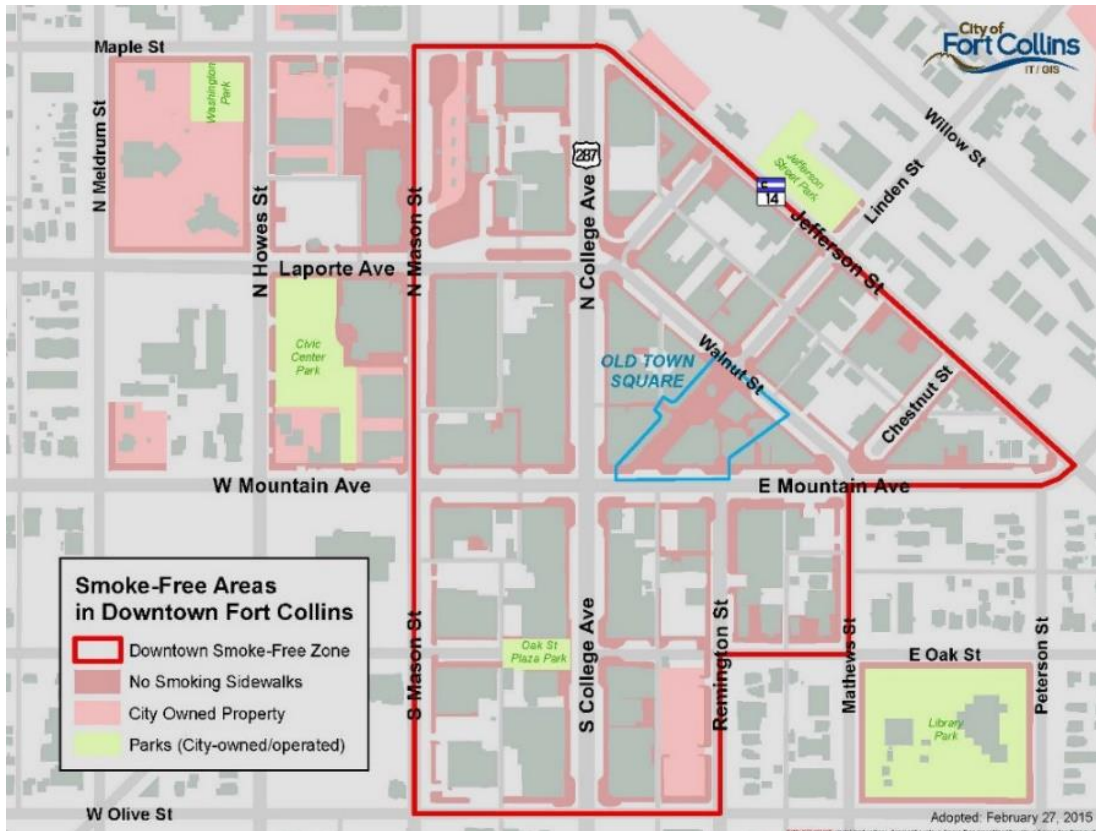 City of
Fort Collins
IT / GIS
Maple St
Washington
Park
N Meldrum St
N Howes St
N Mason St
287
N College Ave
Jefferson
Street Park
Willow St
Linden St
C
14
Jefferson St
Laporte Ave
Civic
Center
Park
OLD TOWN
SQUARE
Walnut St
Chestnut St
W Mountain Ave
E Mountain Ave
Smoke-Free Areas
in Downtown Fort Collins
Downtown Smoke-Free Zone
No Smoking Sidewalks
City Owned Property
Parks (City-owned/operated)
S Mason St
Oak St
Plaza Park
S College Ave
Remington St
Mathews St
E Oak St
Peterson St
Library
Park
W Olive St
Adopted: February 27, 2015